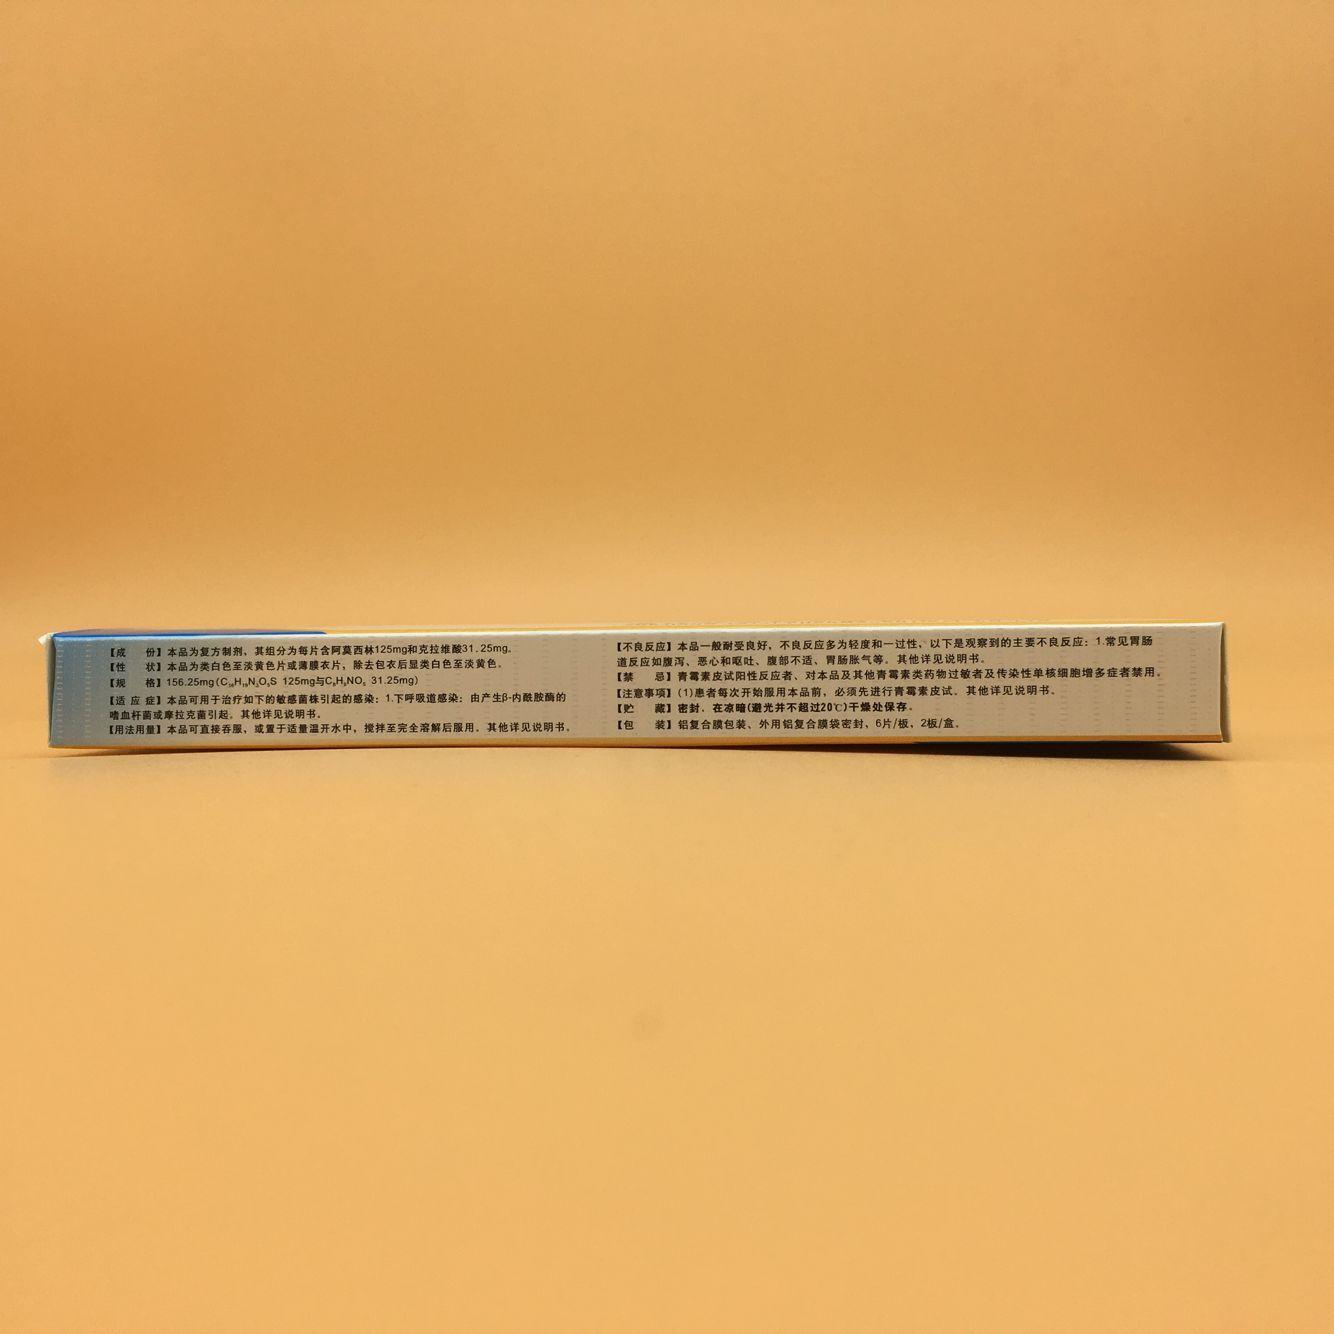 【成 份】本品为复方制剂，其组分为每片含阿莫西林125mg和克拉维酸31.25mg。
【性 状】本品为类白色至淡黄色片或薄膜衣片，除去包衣后显类白色至淡黄色。
【规 格】156.25mg(C₁₆H₁₉N₃O₅S 125mg与C₈H₉NO₅ 31.25mg)
【适 应 症】本品可用于治疗如下的敏感菌株引起的感染：1.下呼吸道感染：由产生β-内酰胺酶的
嗜血杆菌或摩拉克菌引起。其他详见说明书。
【用法用量】本品可直接吞服，或置于适量温开水中，搅拌至完全溶解后服用。其他详见说明书。
【不良反应】本品一般耐受良好，不良反应多为轻度和一过性，以下是观察到的主要不良反应：1.常见胃肠
道反应如腹泻、恶心和呕吐、腹部不适、胃肠胀气等。其他详见说明书。
【禁 忌】青霉素皮试阳性反应者、对本品及其他青霉素类药物过敏者及传染性单核细胞增多症者禁用。
【注意事项】(1)患者每次开始服用本品前，必须先进行青霉素皮试。其他详见说明书。
【贮 藏】密封，在凉暗(避光并不超过20℃)干燥处保存。
【包 装】铝复合膜包装、外用铝复合膜袋密封，6片/板，2板/盒。